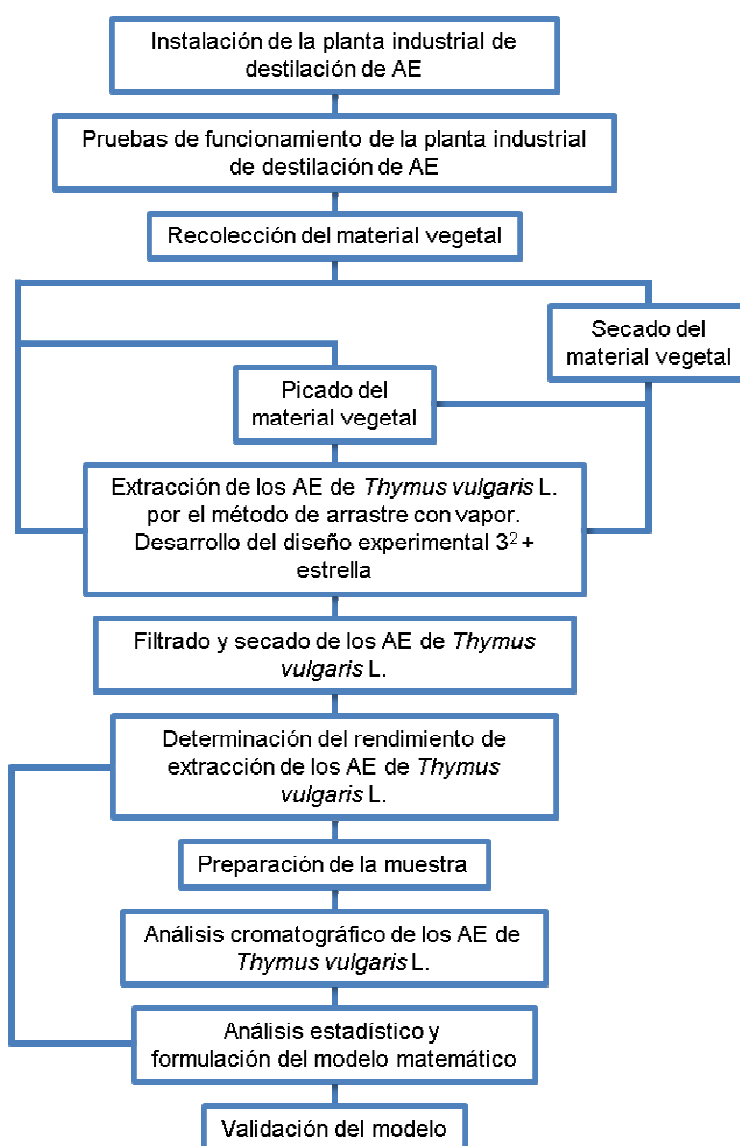 Instalación de la planta industrial de
destilación de AE
Pruebas de funcionamiento de la planta industrial
de destilación de AE
Recolección del material vegetal
Secado del
material vegetal
Picado del
material vegetal
Extracción de los AE de Thymus vulgaris L.
por el método de arrastre con vapor.
Desarrollo del diseño experimental 3² +
estrella
Filtrado y secado de los AE de Thymus
vulgaris L.
Determinación del rendimiento de
extracción de los AE de Thymus
vulgaris L.
Preparación de la muestra
Análisis cromatográfico de los AE de
Thymus vulgaris L.
Análisis estadístico y
formulación del modelo matemático
Validación del modelo